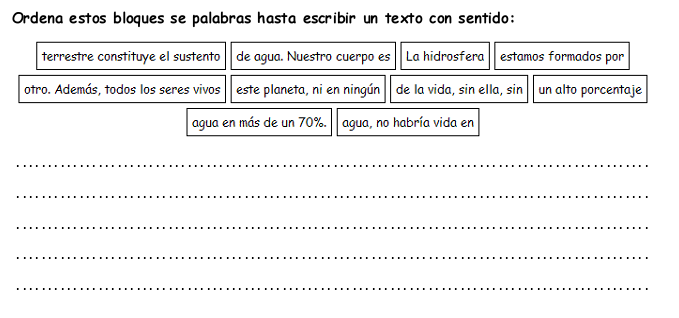 Ordena estos bloques se palabras hasta escribir un texto con sentido:
terrestre constituye el sustento de agua. Nuestro cuerpo es La hidrosfera estamos formados por
otro. Además, todos los seres vivos este planeta, ni en ningún de la vida, sin ella, sin un alto porcentaje
agua en más de un 70%. agua, no habría vida en